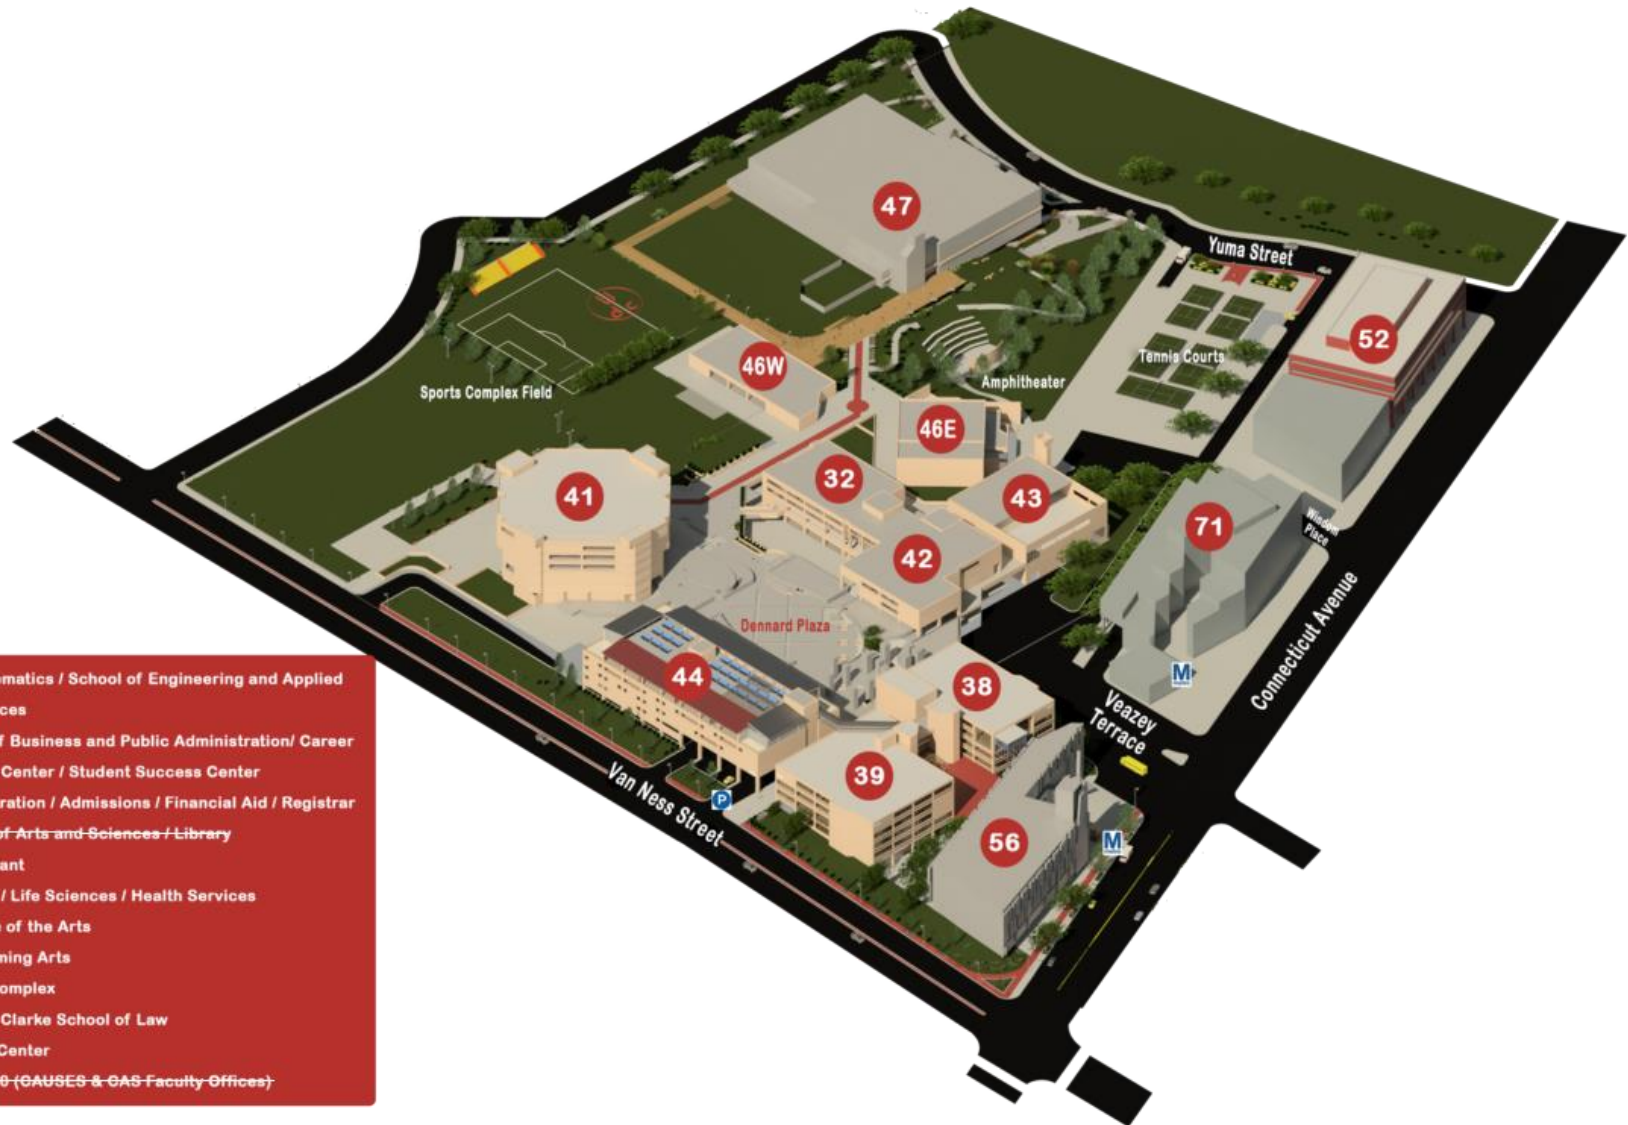 47
Yuma Street
52
Tennis Courts
46W
Amphitheater
Sports Complex Field
46E
32
41
43
71
Windom
Place
42
Connecticut Avenue
Dennard Plaza
44
38
M
Veazey
Terrace
39
Van Ness Street
P
56
M
ematics / School of Engineering and Applied
ces
f Business and Public Administration/ Career
Center / Student Success Center
ration / Admissions / Financial Aid / Registrar
of Arts and Sciences / Library
ant
/ Life Sciences / Health Services
e of the Arts
ming Arts
omplex
Clarke School of Law
Center
0 (CAUSES & CAS Faculty Offices)